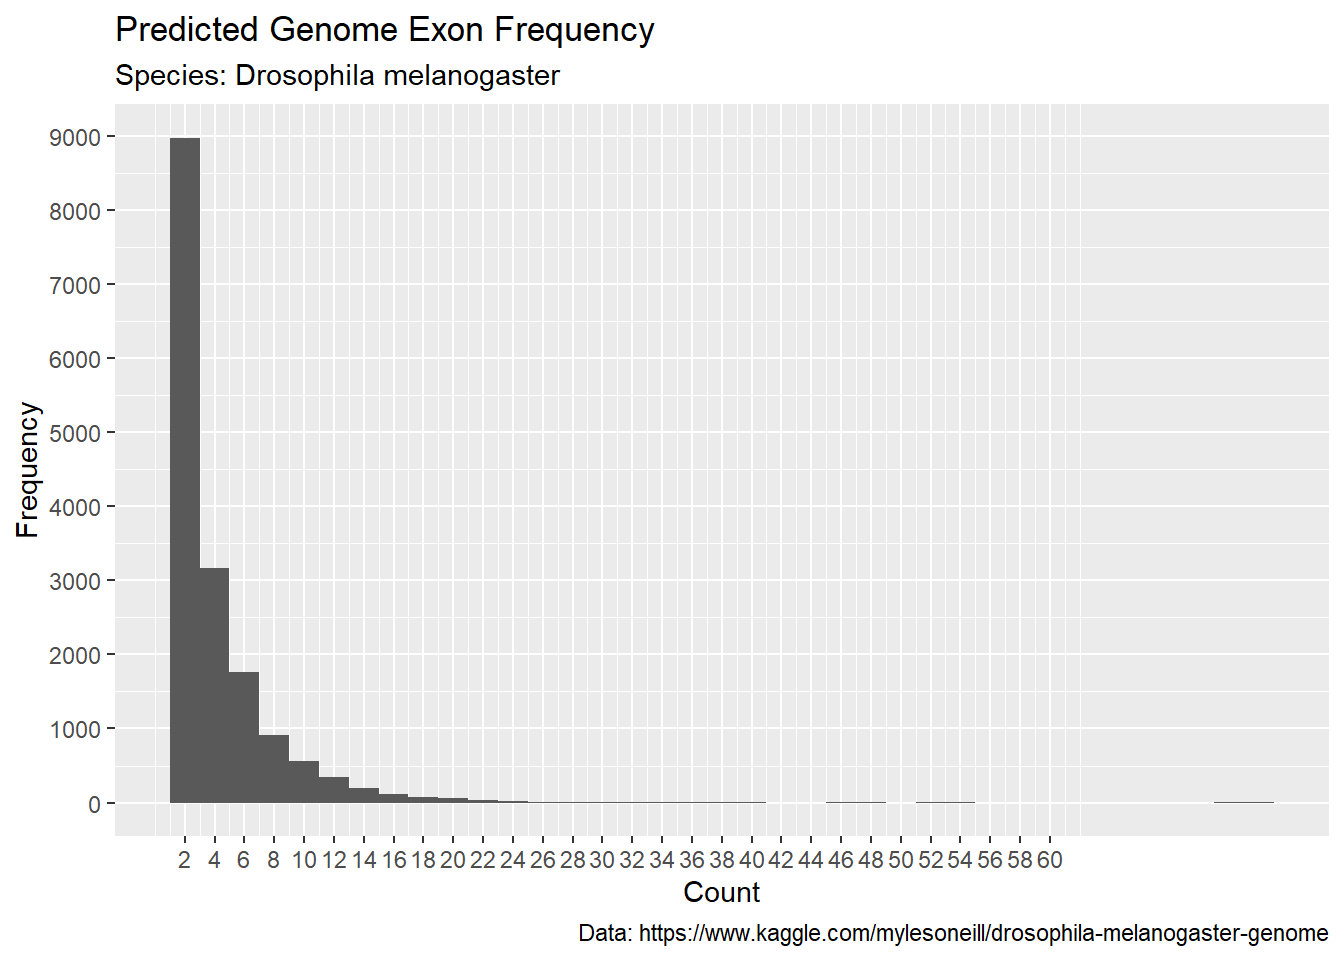 Predicted Genome Exon Frequency
Species: Drosophila melanogaster
Frequency
9000
8000
7000
6000
5000
4000
3000
2000
1000
0
2 4 6 8 10 12 14 16 18 20 22 24 26 28 30 32 34 36 38 40 42 44 46 48 50 52 54 56 58 60
Count
Data: https://www.kaggle.com/mylesoneill/drosophila-melanogaster-genome